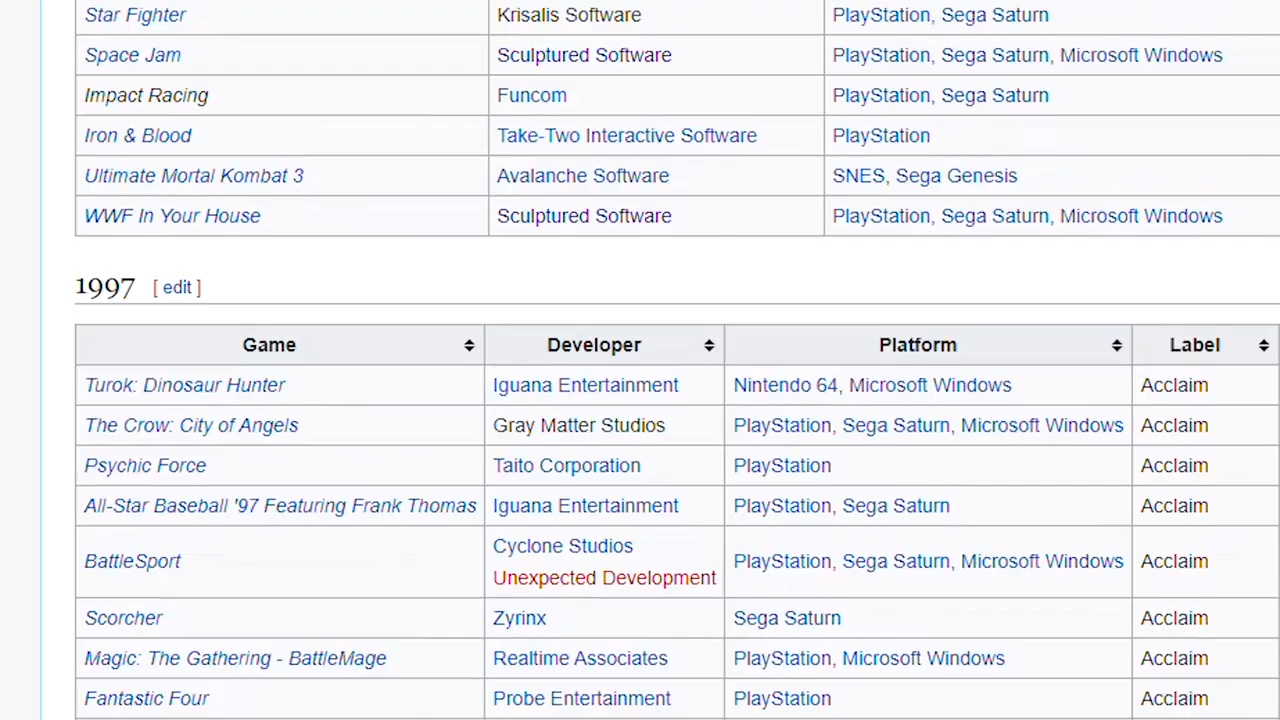 Star Fighter Krisalis Software PlayStation, Sega Saturn
Space Jam Sculptured Software PlayStation, Sega Saturn, Microsoft Windows
Impact Racing Funcom PlayStation, Sega Saturn
Iron & Blood Take-Two Interactive Software PlayStation
Ultimate Mortal Kombat 3 Avalanche Software SNES, Sega Genesis
WWF In Your House Sculptured Software PlayStation, Sega Saturn, Microsoft Windows
1997 [ edit ]
Game Developer Platform Label
Turok: Dinosaur Hunter Iguana Entertainment Nintendo 64, Microsoft Windows Acclaim
The Crow: City of Angels Gray Matter Studios PlayStation, Sega Saturn, Microsoft Windows Acclaim
Psychic Force Taito Corporation PlayStation Acclaim
All-Star Baseball '97 Featuring Frank Thomas Iguana Entertainment PlayStation, Sega Saturn Acclaim
BattleSport Cyclone Studios PlayStation, Sega Saturn, Microsoft Windows Acclaim
Unexpected Development
Scorcher Zyrinx Sega Saturn Acclaim
Magic: The Gathering - BattleMage Realtime Associates PlayStation, Microsoft Windows Acclaim
Fantastic Four Probe Entertainment PlayStation Acclaim